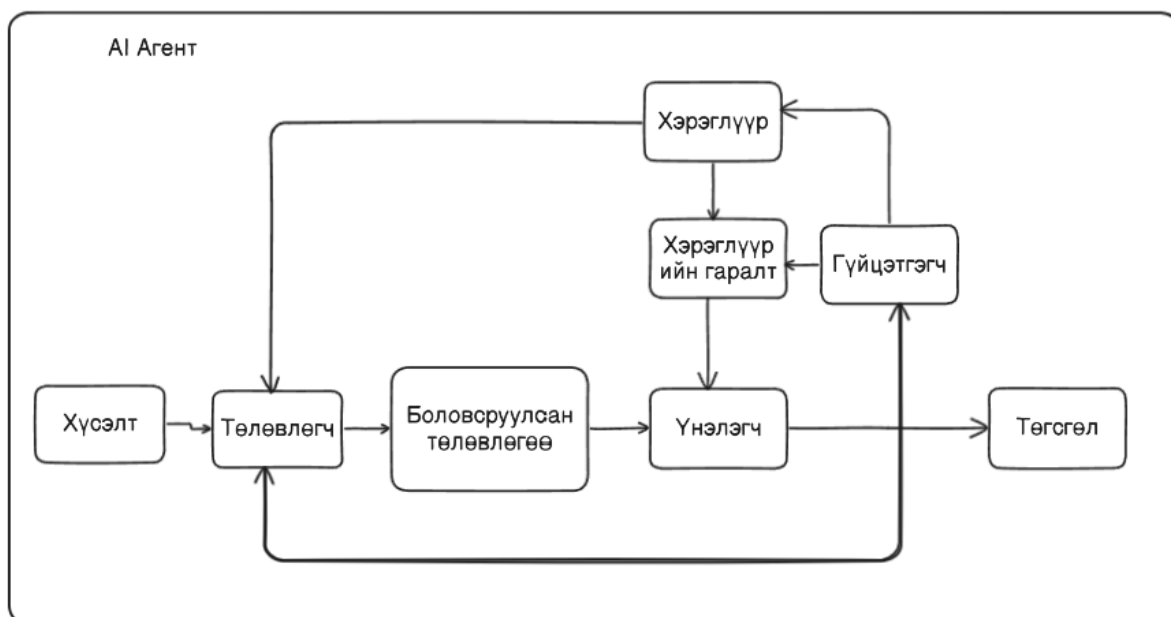 AI Агент
Хэрэглүүр
Хэрэглүүр
ийн гаралт
Гүйцэтгэгч
Хүсэлт
Төлөвлөгч
Боловсруулсан
төлөвлөгөө
Үнэлэгч
Төгсгөл